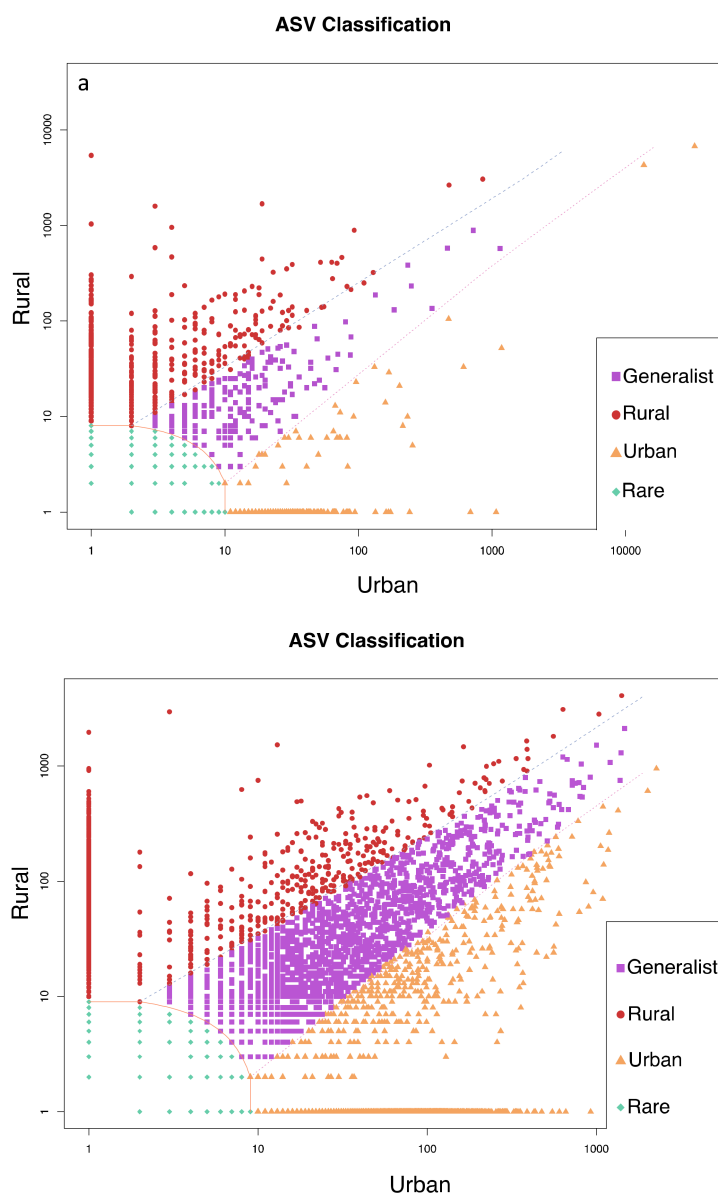 ASV Classification
a
10000
1000
100
10
1
Rural
1
10
100
1000
10000
Urban
Generalist
Rural
Urban
Rare
ASV Classification
1000
100
10
1
Rural
1
10
100
1000
Urban
Generalist
Rural
Urban
Rare